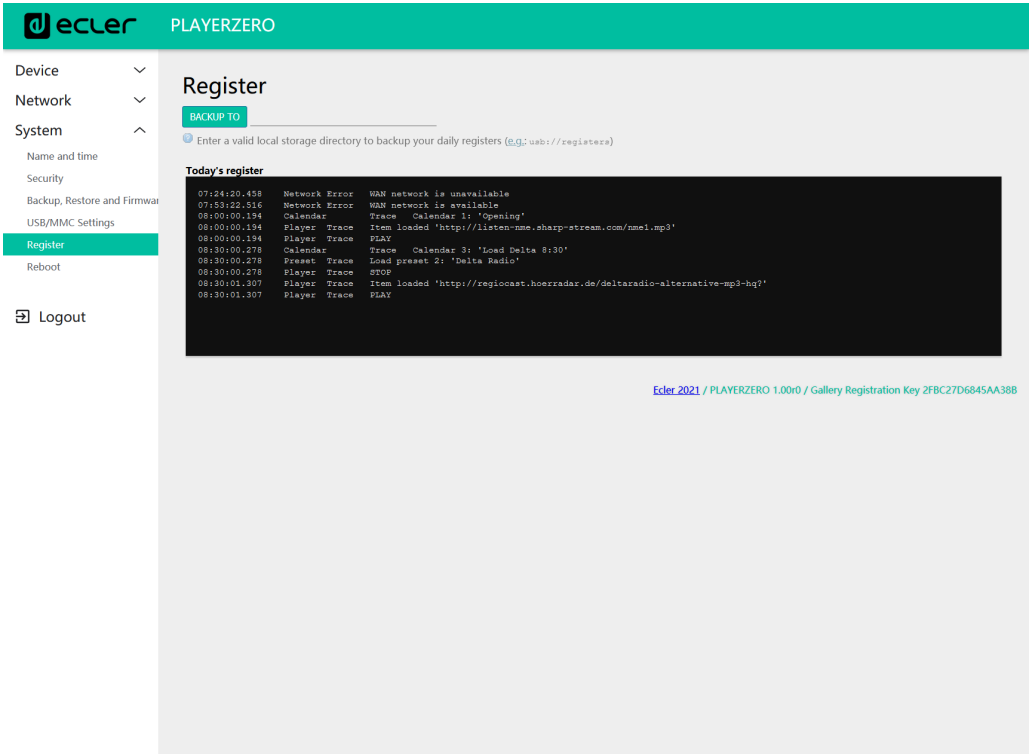 ecler PLAYERZERO
Device
Network
System
Name and time
Security
Backup, Restore and Firmwar
USB/MMC Settings
Register
Reboot
Logout
Register
BACKUP TO
Enter a valid local storage directory to backup your daily registers (e.g.: usb://registers)
Today's register
07:24:20.458 Network Error WAN network is unavailable
07:53:22.516 Network Error WAN network is available
08:00:00.194 Calendar Trace Calendar 1: 'Opening'
08:00:00.194 Player Trace Item loaded 'http://listen-nme.sharp-stream.com/nme1.mp3'
08:00:00.194 Player Trace PLAY
08:30:00.278 Calendar Trace Calendar 3: 'Load Delta 8:30'
08:30:00.278 Preset Trace Load preset 2: 'Delta Radio'
08:30:00.278 Player Trace STOP
08:30:01.307 Player Trace Item loaded 'http://regiocast.hoerradar.de/deltaradio-alternative-mp3-hq?'
08:30:01.307 Player Trace PLAY
Ecler 2021 / PLAYERZERO 1.00r0 / Gallery Registration Key 2FBC27D6845AA38B